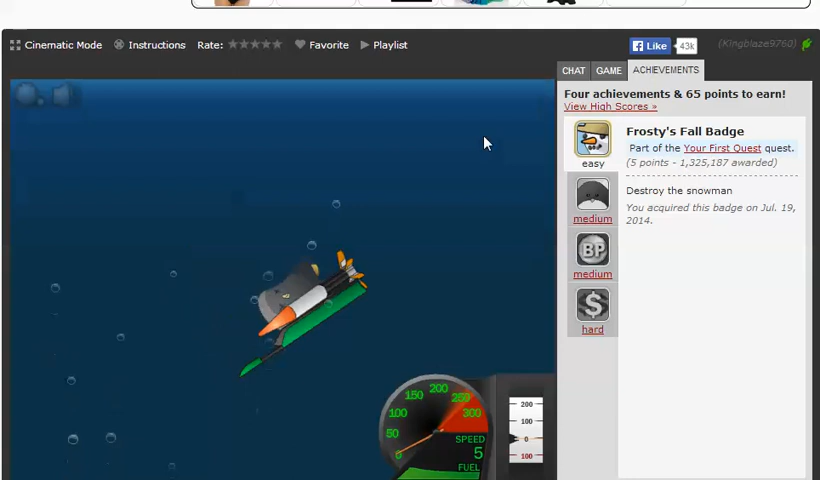 Cinematic Mode Instructions Rate: Favorite Playlist Like 43k (Kingblaze9760)
CHAT GAME ACHIEVEMENTS
Four achievements & 65 points to earn!
View High Scores »
Frosty's Fall Badge
Part of the Your First Quest quest.
easy (5 points - 1,325,187 awarded)
Destroy the snowman
You acquired this badge on Jul. 19,
2014.
medium
BP
medium
$
hard
0 50 100 150 200 250 300
SPEED
5
FUEL
200
100
0
100